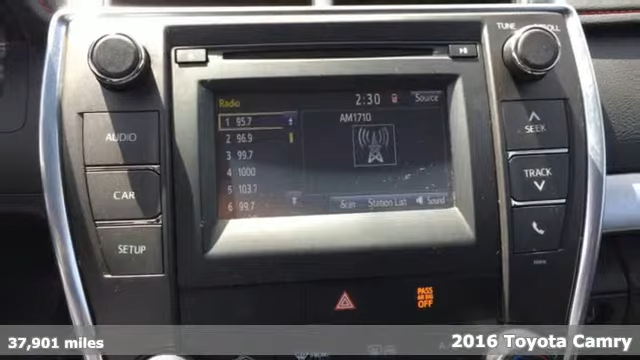 TUNE SCROLL
Radio 2:30 Source
1 95.7 AM1710
2 96.9
3 99.7
4 1000
5 103.7
6 99.7
Scan Station List Sound
AUDIO
CAR
SETUP
SEEK
TRACK
PASS
AIR BAG
OFF
37,901 miles
2016 Toyota Camry